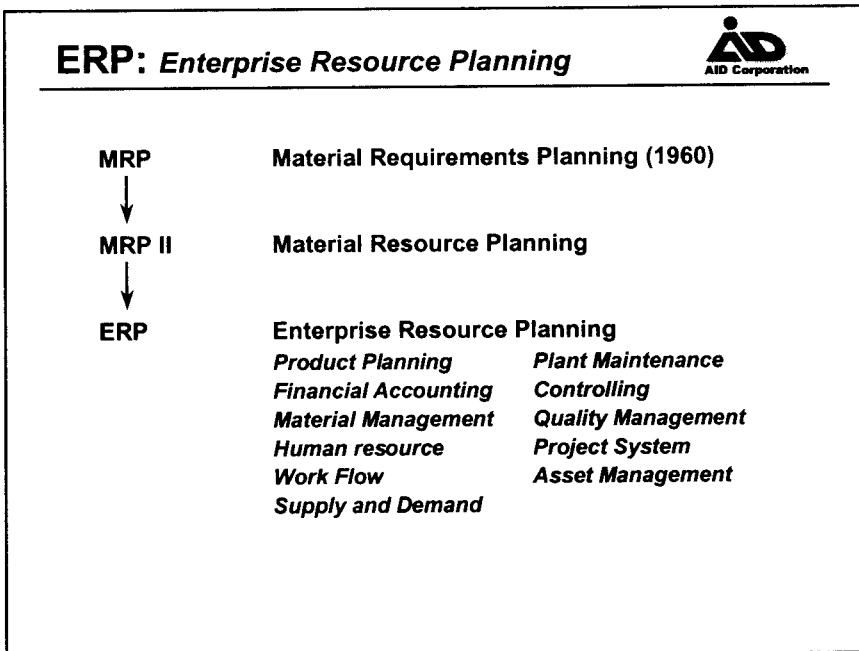 ERP: Enterprise Resource Planning
AID
AID Corporation
MRP Material Requirements Planning (1960)
MRP II Material Resource Planning
ERP Enterprise Resource Planning
Product Planning Plant Maintenance
Financial Accounting Controlling
Material Management Quality Management
Human resource Project System
Work Flow Asset Management
Supply and Demand